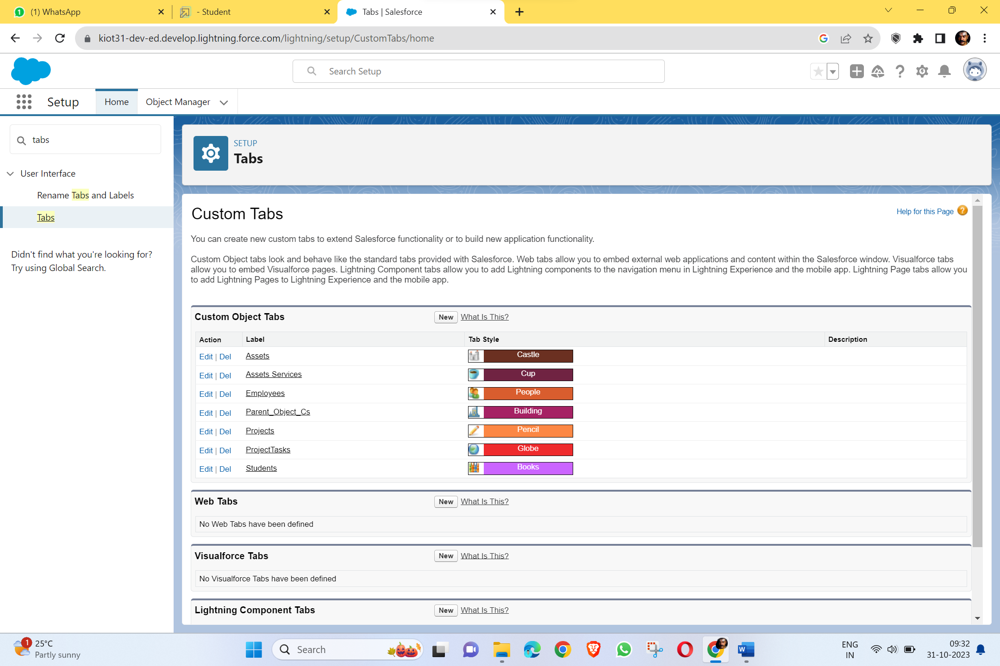 (1) WhatsApp
- Student
Tabs | Salesforce
kiot31-dev-ed.develop.lightning.force.com/lightning/setup/CustomTabs/home
Search Setup
Setup
Home
Object Manager
tabs
User Interface
Rename Tabs and Labels
Tabs
Didn't find what you're looking for?
Try using Global Search.
SETUP
Tabs
Custom Tabs
Help for this Page
You can create new custom tabs to extend Salesforce functionality or to build new application functionality.
Custom Object tabs look and behave like the standard tabs provided with Salesforce. Web tabs allow you to embed external web applications and content within the Salesforce window. Visualforce tabs
allow you to embed Visualforce pages. Lightning Component tabs allow you to add Lightning components to the navigation menu in Lightning Experience and the mobile app. Lightning Page tabs allow you
to add Lightning Pages to Lightning Experience and the mobile app.
Custom Object Tabs New What Is This?
Action Label Tab Style Description
Edit | Del Assets Castle
Edit | Del Assets Services Cup
Edit | Del Employees People
Edit | Del Parent_Object_Cs Building
Edit | Del Projects Pencil
Edit | Del ProjectTasks Globe
Edit | Del Students Books
Web Tabs New What Is This?
No Web Tabs have been defined
Visualforce Tabs New What Is This?
No Visualforce Tabs have been defined
Lightning Component Tabs New What Is This?
1
25°C
Partly sunny
Search
ENG
IN
09:32
31-10-2023